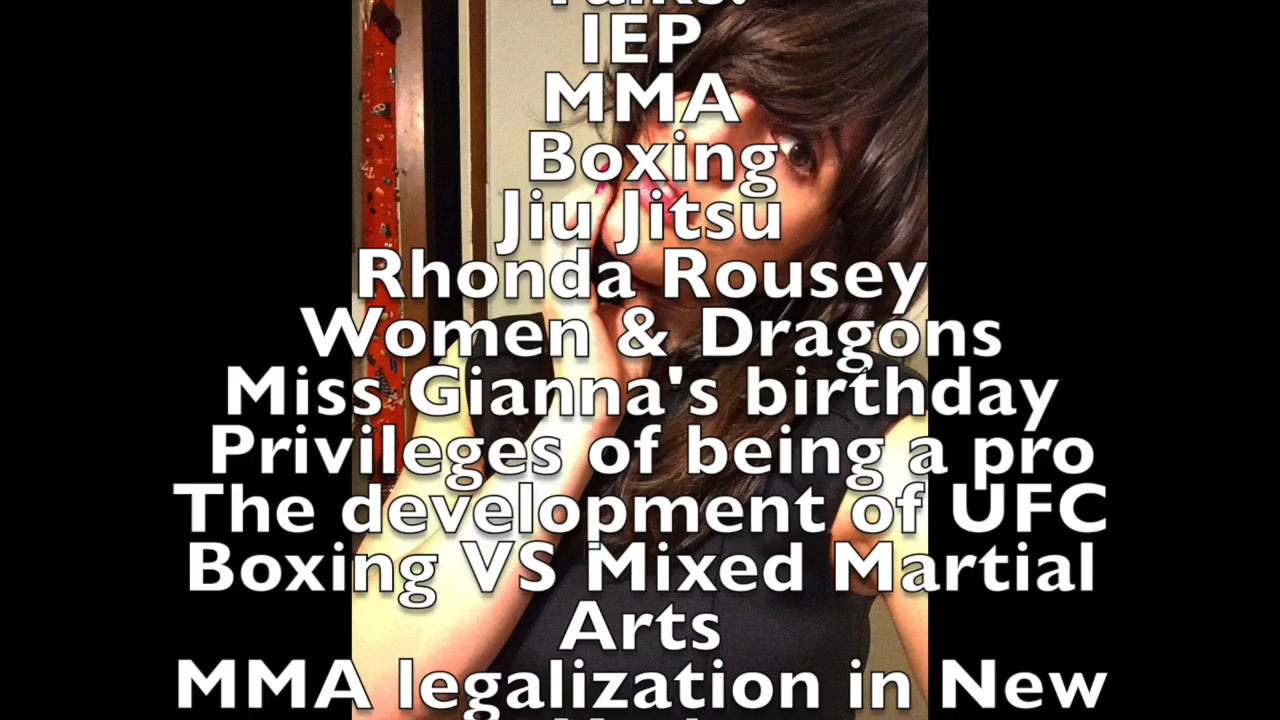 Talks:
IEP
MMA
Boxing
Jiu Jitsu
Rhonda Rousey
Women & Dragons
Miss Gianna's birthday
Privileges of being a pro
The development of UFC
Boxing VS Mixed Martial
Arts
MMA legalization in New